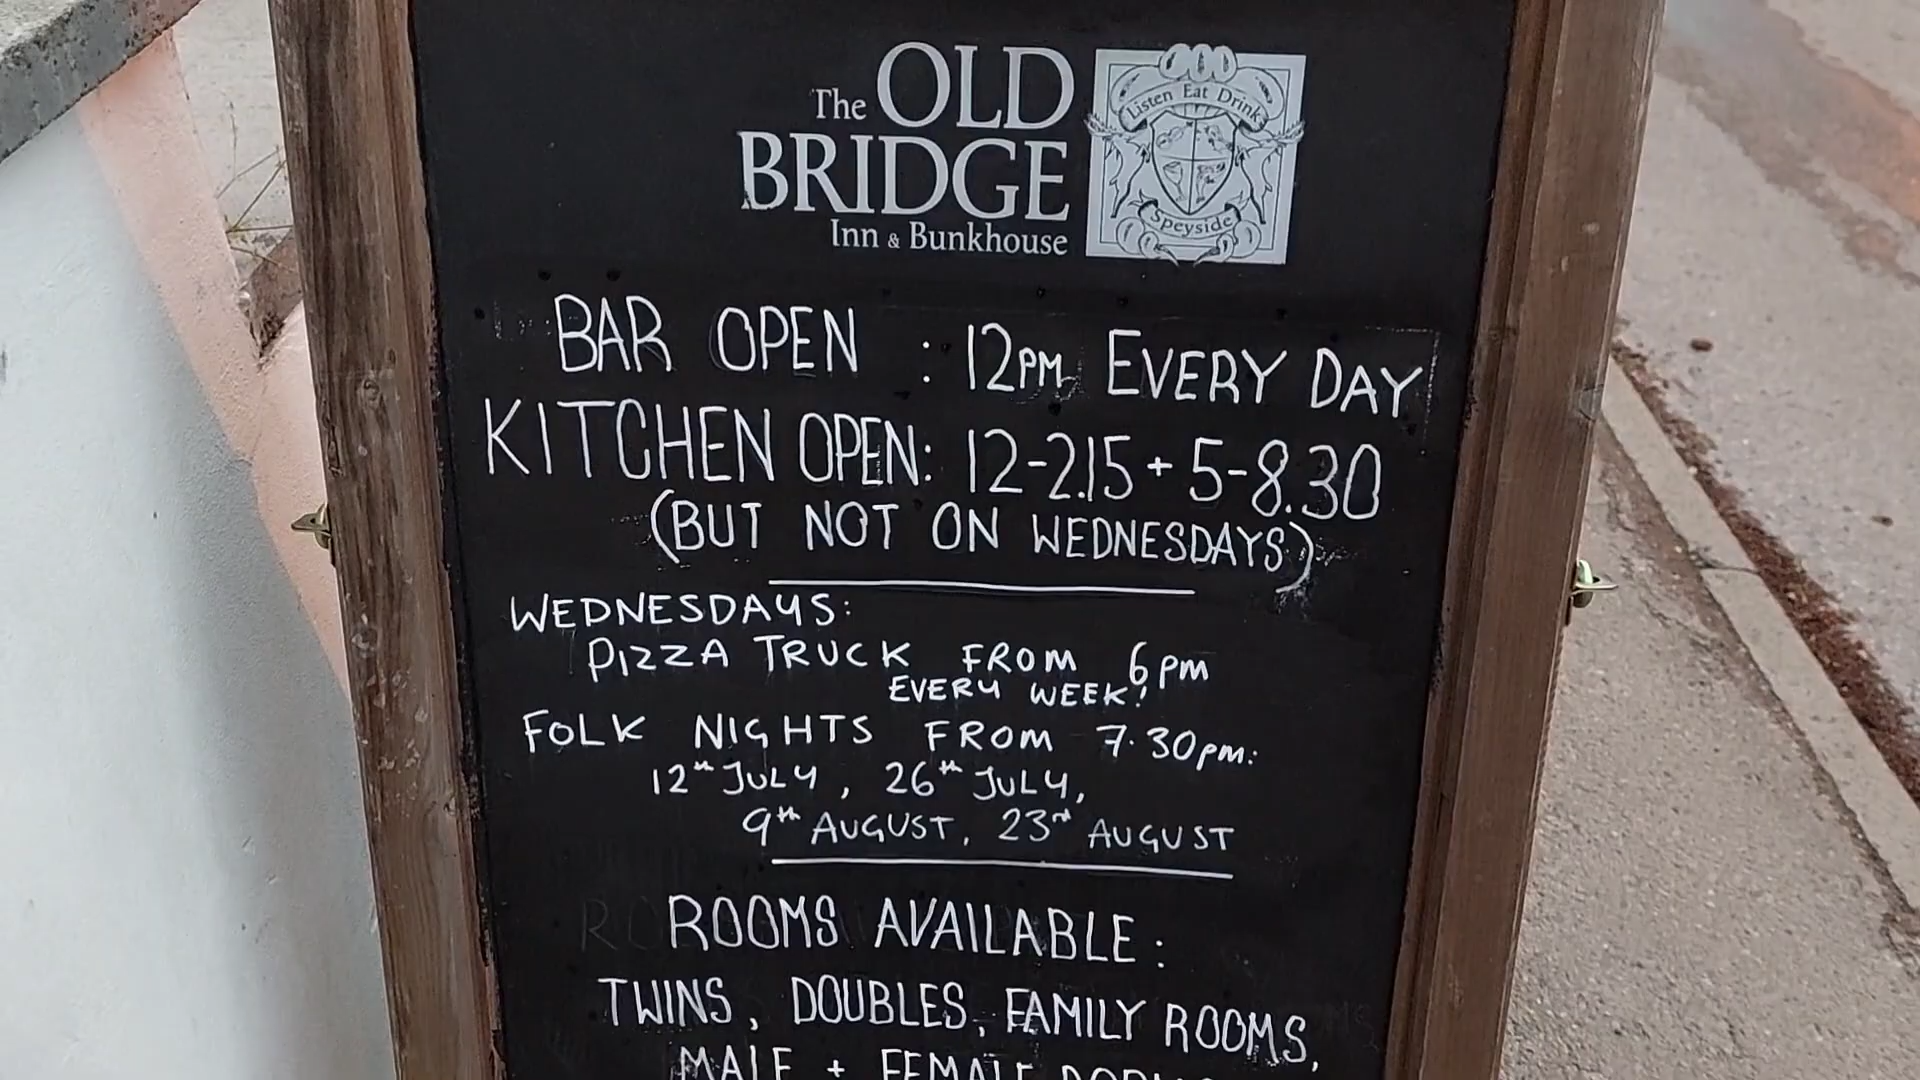 The OLD
BRIDGE
Inn & Bunkhouse
Listen Eat Drink
Speyside
BAR OPEN : 12PM EVERY DAY
KITCHEN OPEN: 12-2.15 + 5-8.30
(BUT NOT ON WEDNESDAYS)
WEDNESDAYS:
PIZZA TRUCK FROM 6pm
EVERY WEEK!
FOLK NIGHTS FROM 7.30pm:
12th JULY, 26th JULY,
9th AUGUST, 23rd AUGUST
ROOMS AVAILABLE:
TWINS, DOUBLES, FAMILY ROOMS,
MALE + FEMALE